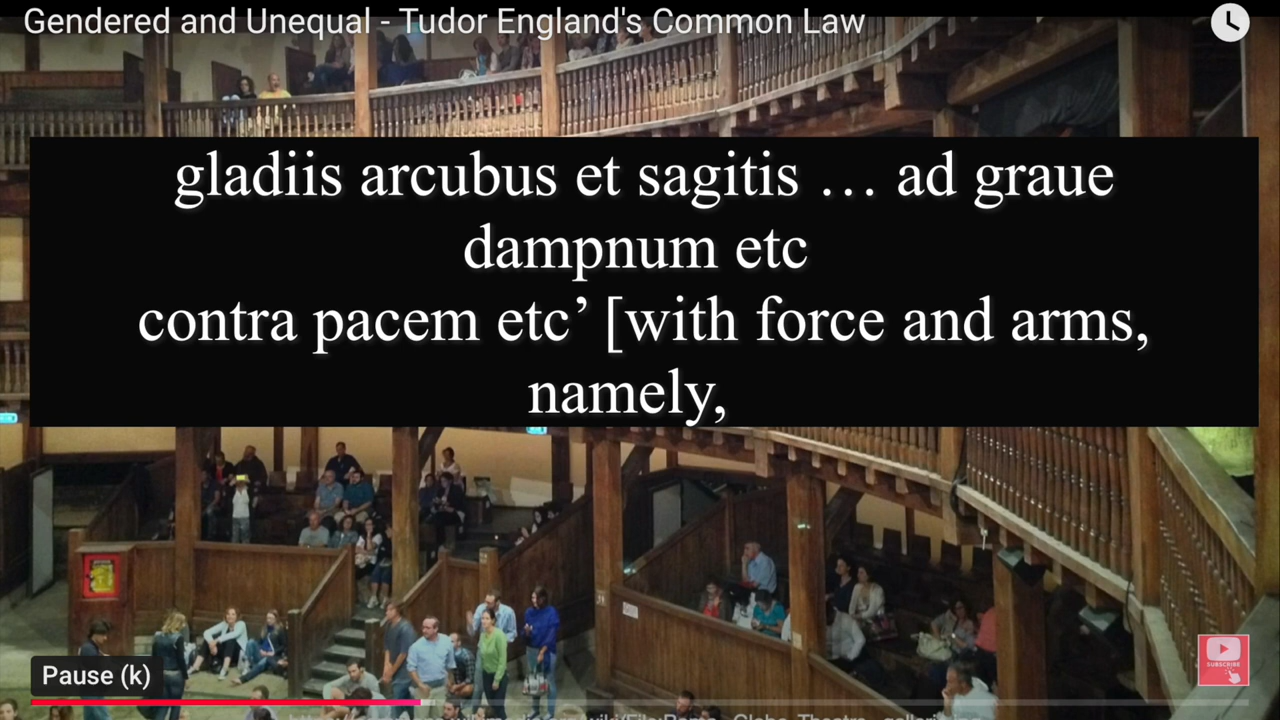 Gendered and Unequal - Tudor England's Common Law
gladiis arcubus et sagitis … ad graue
dampnum etc
contra pacem etc’ [with force and arms,
namely,
Pause (k)
SUBSCRIBE